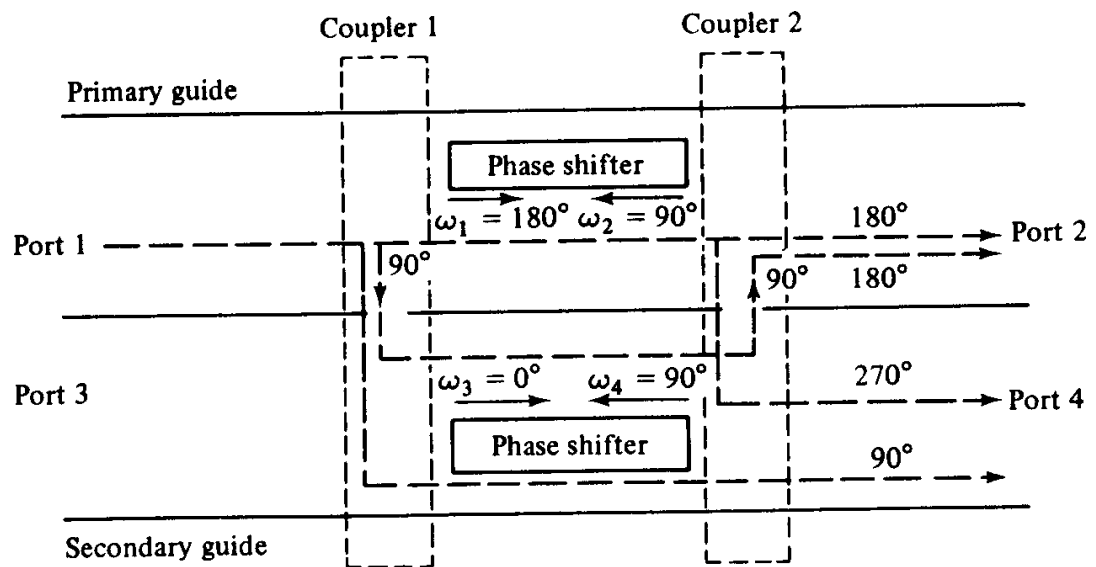 Coupler 1
Coupler 2
Primary guide
Phase shifter
ω₁ = 180° ω₂ = 90°
180°
Port 1
Port 2
90°
90°
180°
ω₃ = 0°
ω₄ = 90°
270°
Port 3
Port 4
Phase shifter
90°
Secondary guide